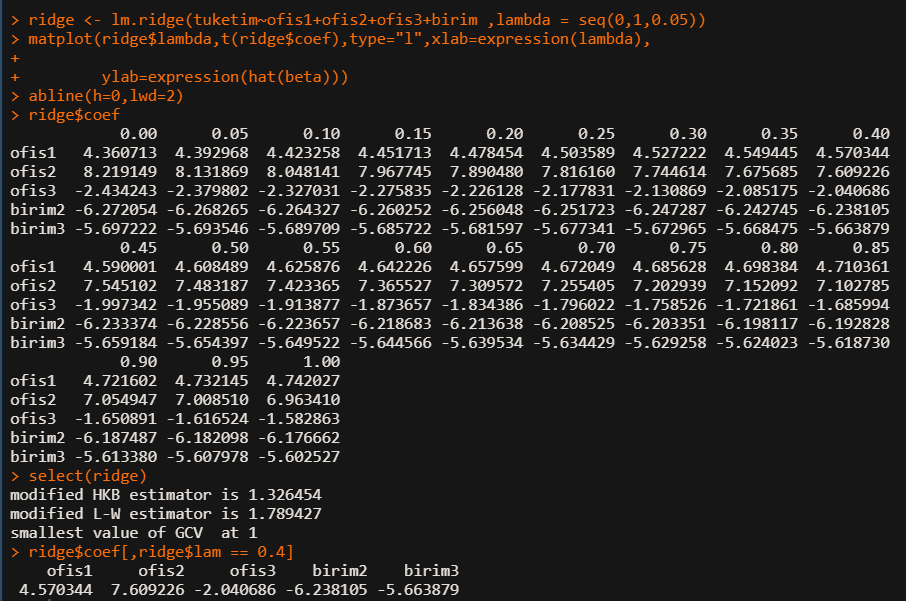 > ridge <- lm.ridge(tuketim~ofis1+ofis2+ofis3+birim ,lambda = seq(0,1,0.05))
> matplot(ridge$lambda,t(ridge$coef),type="l",xlab=expression(lambda),
+
+         ylab=expression(hat(beta)))
> abline(h=0,lwd=2)
> ridge$coef
            0.00      0.05      0.10      0.15      0.20      0.25      0.30      0.35      0.40
ofis1   4.360713  4.392968  4.423258  4.451713  4.478454  4.503589  4.527222  4.549445  4.570344
ofis2   8.219149  8.131869  8.048141  7.967745  7.890480  7.816160  7.744614  7.675685  7.609226
ofis3  -2.434243 -2.379802 -2.327031 -2.275835 -2.226128 -2.177831 -2.130869 -2.085175 -2.040686
birim2 -6.272054 -6.268265 -6.264327 -6.260252 -6.256048 -6.251723 -6.247287 -6.242745 -6.238105
birim3 -5.697222 -5.693546 -5.689709 -5.685722 -5.681597 -5.677341 -5.672965 -5.668475 -5.663879
            0.45      0.50      0.55      0.60      0.65      0.70      0.75      0.80      0.85
ofis1   4.590001  4.608489  4.625876  4.642226  4.657599  4.672049  4.685628  4.698384  4.710361
ofis2   7.545102  7.483187  7.423365  7.365527  7.309572  7.255405  7.202939  7.152092  7.102785
ofis3  -1.997342 -1.955089 -1.913877 -1.873657 -1.834386 -1.796022 -1.758526 -1.721861 -1.685994
birim2 -6.233374 -6.228556 -6.223657 -6.218683 -6.213638 -6.208525 -6.203351 -6.198117 -6.192828
birim3 -5.659184 -5.654397 -5.649522 -5.644566 -5.639534 -5.634429 -5.629258 -5.624023 -5.618730
            0.90      0.95      1.00
ofis1   4.721602  4.732145  4.742027
ofis2   7.054947  7.008510  6.963410
ofis3  -1.650891 -1.616524 -1.582863
birim2 -6.187487 -6.182098 -6.176662
birim3 -5.613380 -5.607978 -5.602527
> select(ridge)
modified HKB estimator is 1.326454
modified L-W estimator is 1.789427
smallest value of GCV  at 1
> ridge$coef[,ridge$lam == 0.4]
    ofis1     ofis2     ofis3    birim2    birim3
 4.570344  7.609226 -2.040686 -6.238105 -5.663879